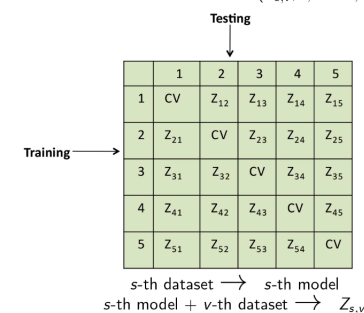 Testing
1 2 3 4 5
1 CV Z₁₂ Z₁₃ Z₁₄ Z₁₅
2 Z₂₁ CV Z₂₃ Z₂₄ Z₂₅
Training
3 Z₃₁ Z₃₂ CV Z₃₄ Z₃₅
4 Z₄₁ Z₄₂ Z₄₃ CV Z₄₅
5 Z₅₁ Z₅₂ Z₅₃ Z₅₄ CV
s-th dataset ⟶ s-th model
s-th model + v-th dataset ⟶ Z_{s,v}